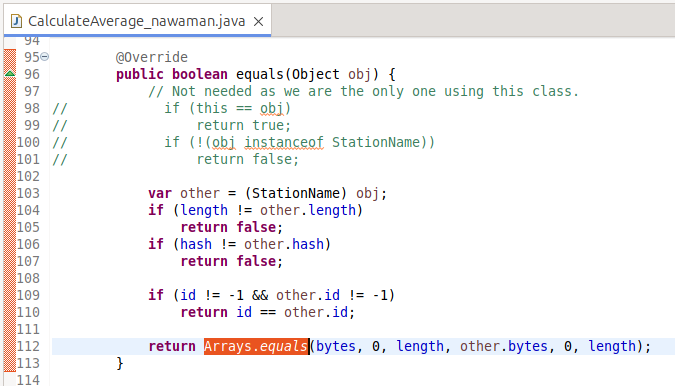 CalculateAverage_nawaman.java
94
95 @Override
96 public boolean equals(Object obj) {
97 // Not needed as we are the only one using this class.
98 // if (this == obj)
99 // return true;
100 // if (!(obj instanceof StationName))
101 // return false;
102
103 var other = (StationName) obj;
104 if (length != other.length)
105 return false;
106 if (hash != other.hash)
107 return false;
108
109 if (id != -1 && other.id != -1)
110 return id == other.id;
111
112 return Arrays.equals(bytes, 0, length, other.bytes, 0, length);
113 }
114